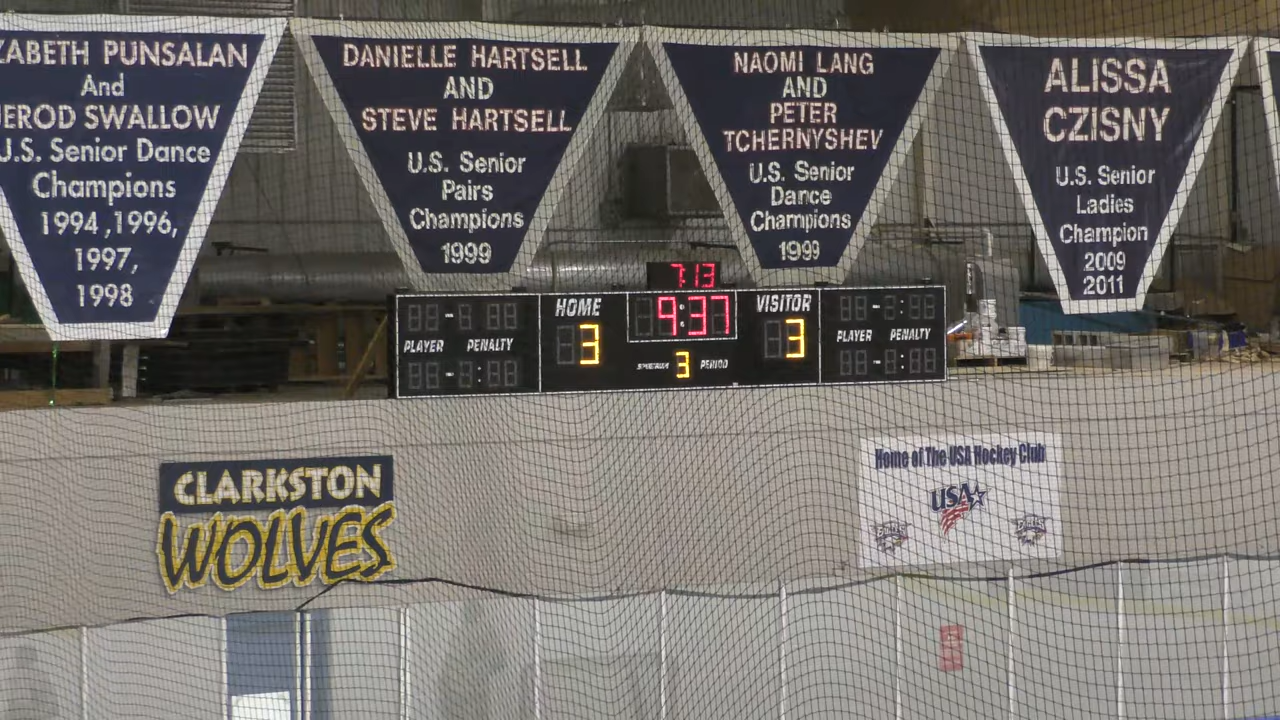 ZABETH PUNSALAN
And
JEROD SWALLOW
U.S. Senior Dance
Champions
1994 ,1996,
1997,
1998
DANIELLE HARTSELL
AND
STEVE HARTSELL
U.S. Senior
Pairs
Champions
1999
NAOMI LANG
AND
PETER
TCHERNYSHEV
U.S. Senior
Dance
Champions
1999
ALISSA
CZISNY
U.S. Senior
Ladies
Champion
2009
2011
7:13
HOME 9:37 VISITOR
3 3
PLAYER PENALTY
3 PERIOD
PLAYER PENALTY
CLARKSTON
WOLVES
Home of The USA Hockey Club
USA